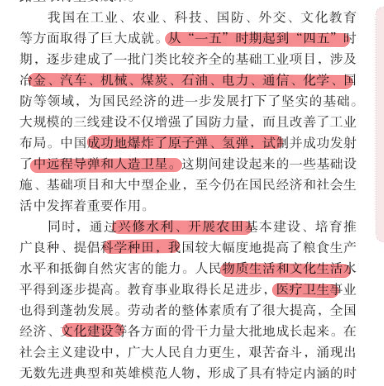 我国在工业、农业、科技、国防、外交、文化教育
等方面取得了巨大成就。从“一五”时期起到“四五”时
期，逐步建成了一批门类比较齐全的基础工业项目，涉及
冶金、汽车、机械、煤炭、石油、电力、通信、化学、国
防等领域，为国民经济的进一步发展打下了坚实的基础。
大规模的三线建设不仅增强了国防力量，而且改善了工业
布局。中国成功地爆炸了原子弹、氢弹，试制并成功发射
了中远程导弹和人造卫星。这期间建设起来的一些基础设
施、基础项目和大中型企业，至今仍在国民经济和社会生
活中发挥着重要作用。
同时，通过兴修水利、开展农田基本建设、培育推
广良种、提倡科学种田，我国较大幅度地提高了粮食生产
水平和抵御自然灾害的能力。人民物质生活和文化生活水
平得到逐步提高。教育事业取得长足进步，医疗卫生事业
也得到蓬勃发展。劳动者的整体素质有了很大提高，全国
经济、文化建设等各方面的骨干力量大批地成长起来。在
社会主义建设中，广大人民自力更生，艰苦奋斗，涌现出
无数先进典型和英雄模范人物，形成了具有特定内涵的时